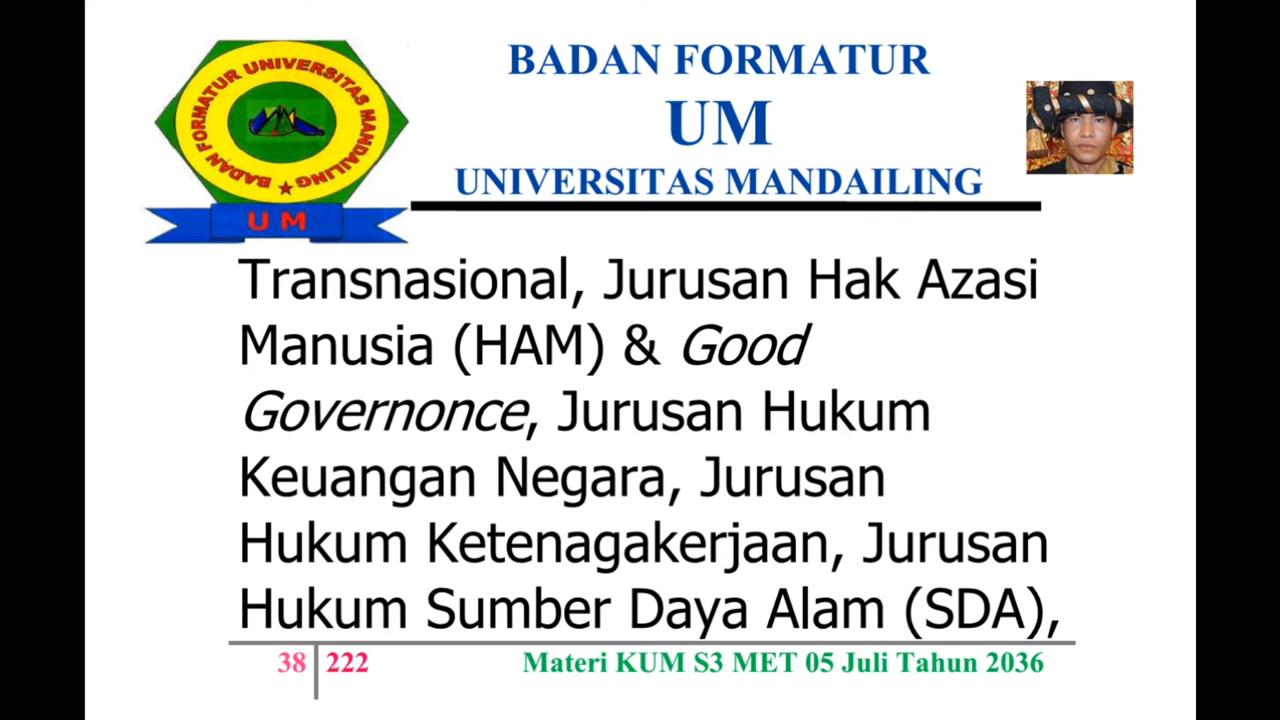 BADAN FORMATUR UNIVERSITAS MANDAILING
U M
BADAN FORMATUR
UM
UNIVERSITAS MANDAILING
Transnasional, Jurusan Hak Azasi
Manusia (HAM) & Good
Governonce, Jurusan Hukum
Keuangan Negara, Jurusan
Hukum Ketenagakerjaan, Jurusan
Hukum Sumber Daya Alam (SDA),
38 222 Materi KUM S3 MET 05 Juli Tahun 2036